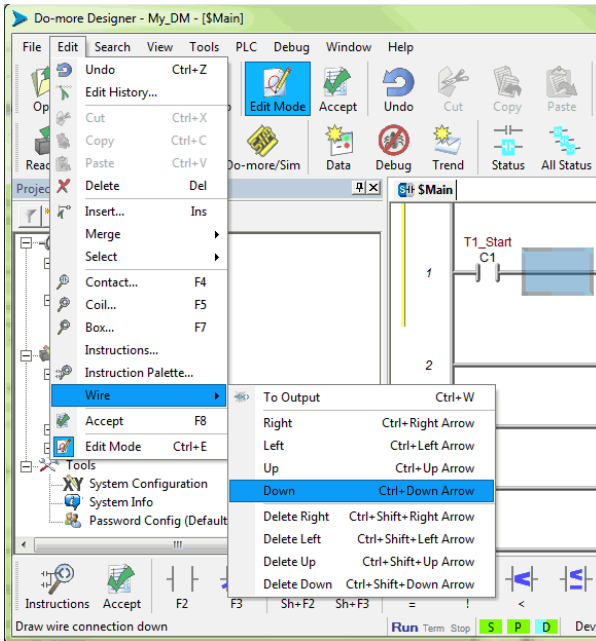 Do-more Designer - My_DM - [$Main]
File Edit Search View Tools PLC Debug Window Help
Edit Mode Accept Undo Cut Copy Paste
Do-more/Sim Data Debug Trend Status All Status
Undo Ctrl+Z
Edit History...
Cut Ctrl+X
Copy Ctrl+C
Paste Ctrl+V
Delete Del
Insert... Ins
Merge
Select
Contact... F4
Coil... F5
Box... F7
Instructions...
Instruction Palette...
Wire
Accept F8
Edit Mode Ctrl+E
$Main
T1_Start
C1
1
2
To Output Ctrl+W
Right Ctrl+Right Arrow
Left Ctrl+Left Arrow
Up Ctrl+Up Arrow
Down Ctrl+Down Arrow
Delete Right Ctrl+Shift+Right Arrow
Delete Left Ctrl+Shift+Left Arrow
Delete Up Ctrl+Shift+Up Arrow
Delete Down Ctrl+Shift+Down Arrow
Tools
System Configuration
System Info
Password Config (Default
Instructions Accept F2 F3 Sh+F2 Sh+F3 = ! <
Draw wire connection down
Run Term Stop S P D Dev